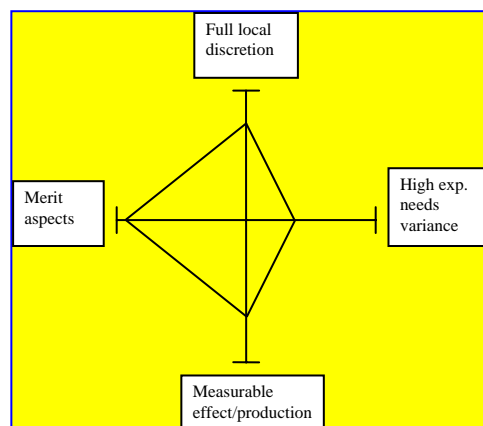 Full local
discretion
Merit
aspects
High exp.
needs
variance
Measurable
effect/production